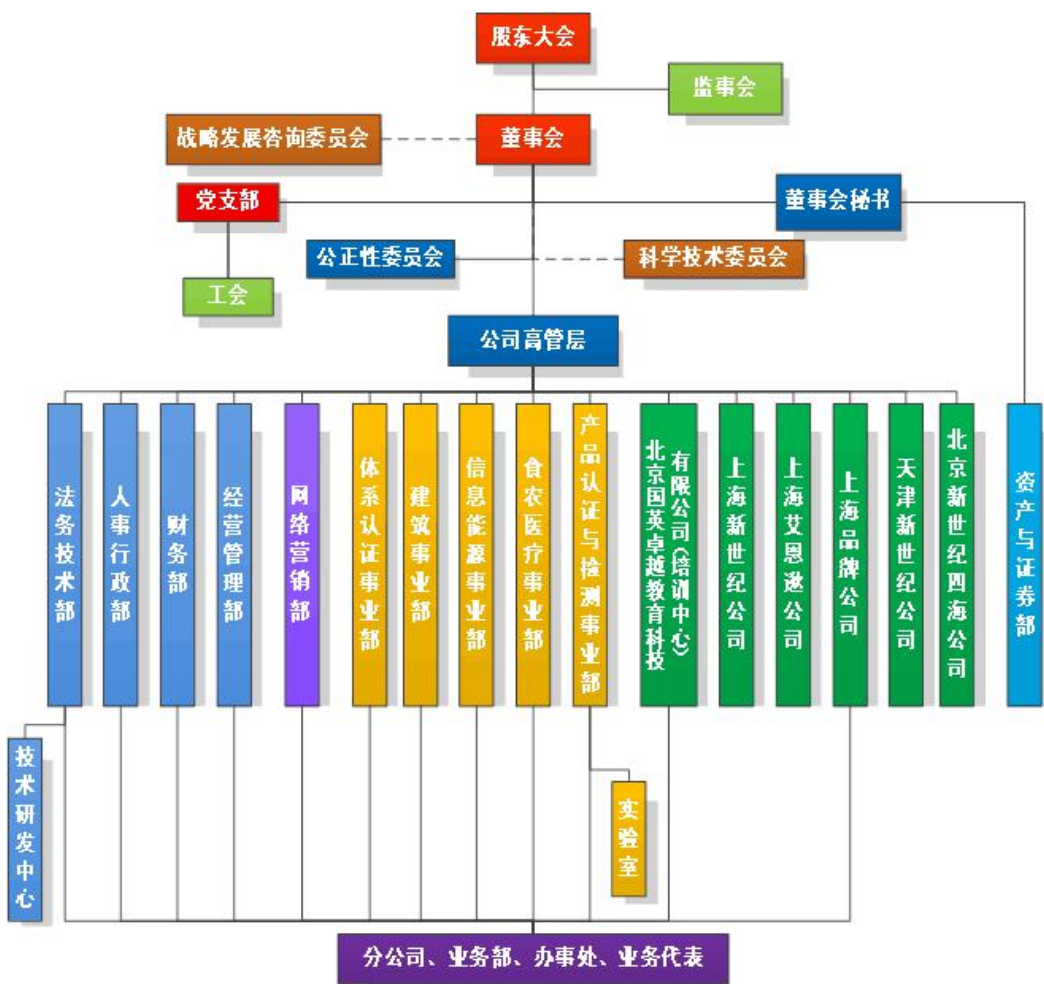 股东大会
监事会
战略发展咨询委员会
董事会
党支部
董事会秘书
公正性委员会
科学技术委员会
工会
公司高管层
法务技术部
人事行政部
财务部
经营管理部
网络营销部
体系认证事业部
建筑事业部
信息能源事业部
食农医疗事业部
产品认证与检测事业部
北京国英卓越教育科技
有限公司(培训中心)
上海新世纪公司
上海艾恩邀公司
上海品牌公司
天津新世纪公司
北京新世纪四海公司
资产与证券部
技术研发中心
实验室
分公司、业务部、办事处、业务代表